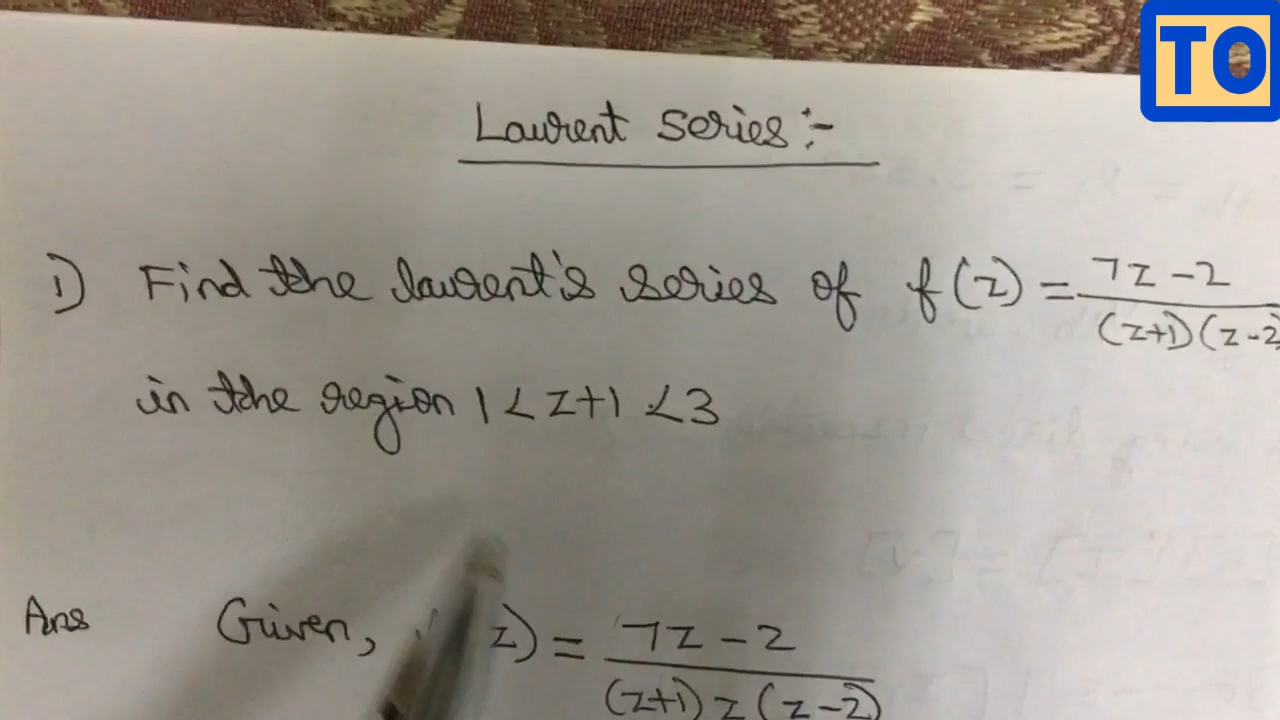 TO
Laurent series :-
1) Find the laurent's series of f(z) = 7z-2 / (z+1)(z-2)
in the region 1 < z+1 < 3
Ans Given, z) = 7z-2 / (z+1) z (z-2)